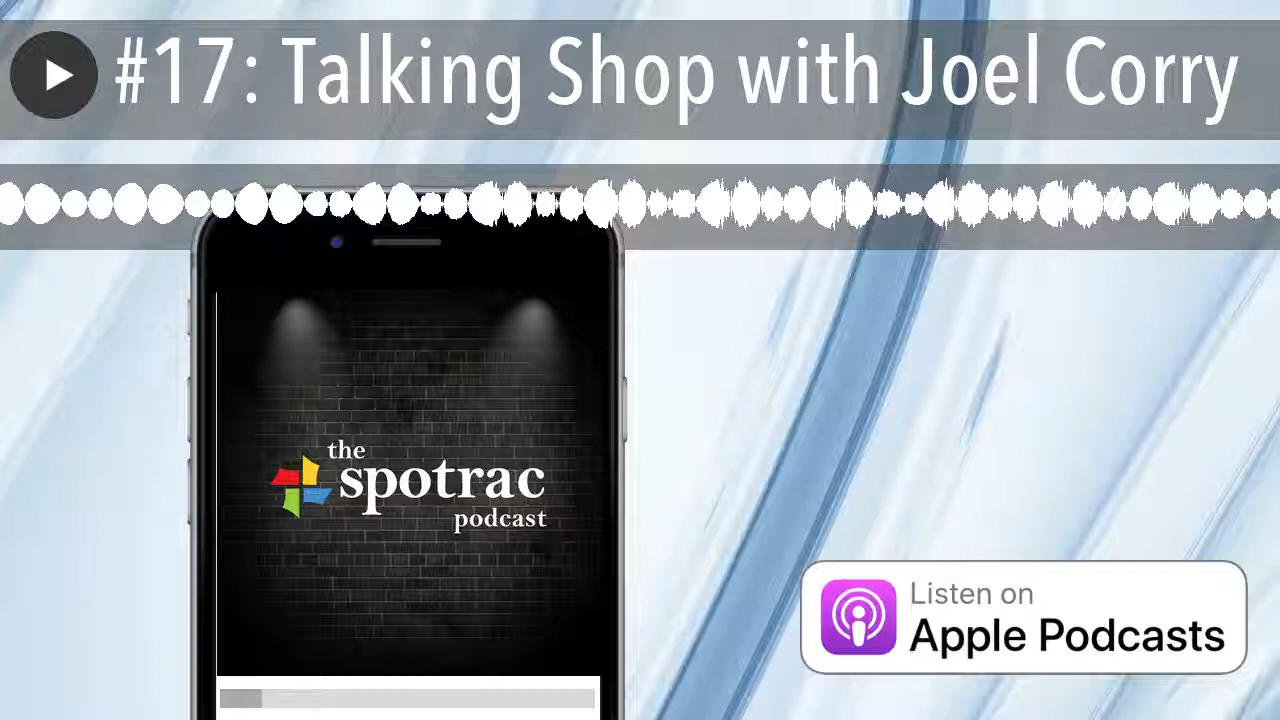 #17: Talking Shop with Joel Corry
the
spotrac
podcast
Listen on
Apple Podcasts